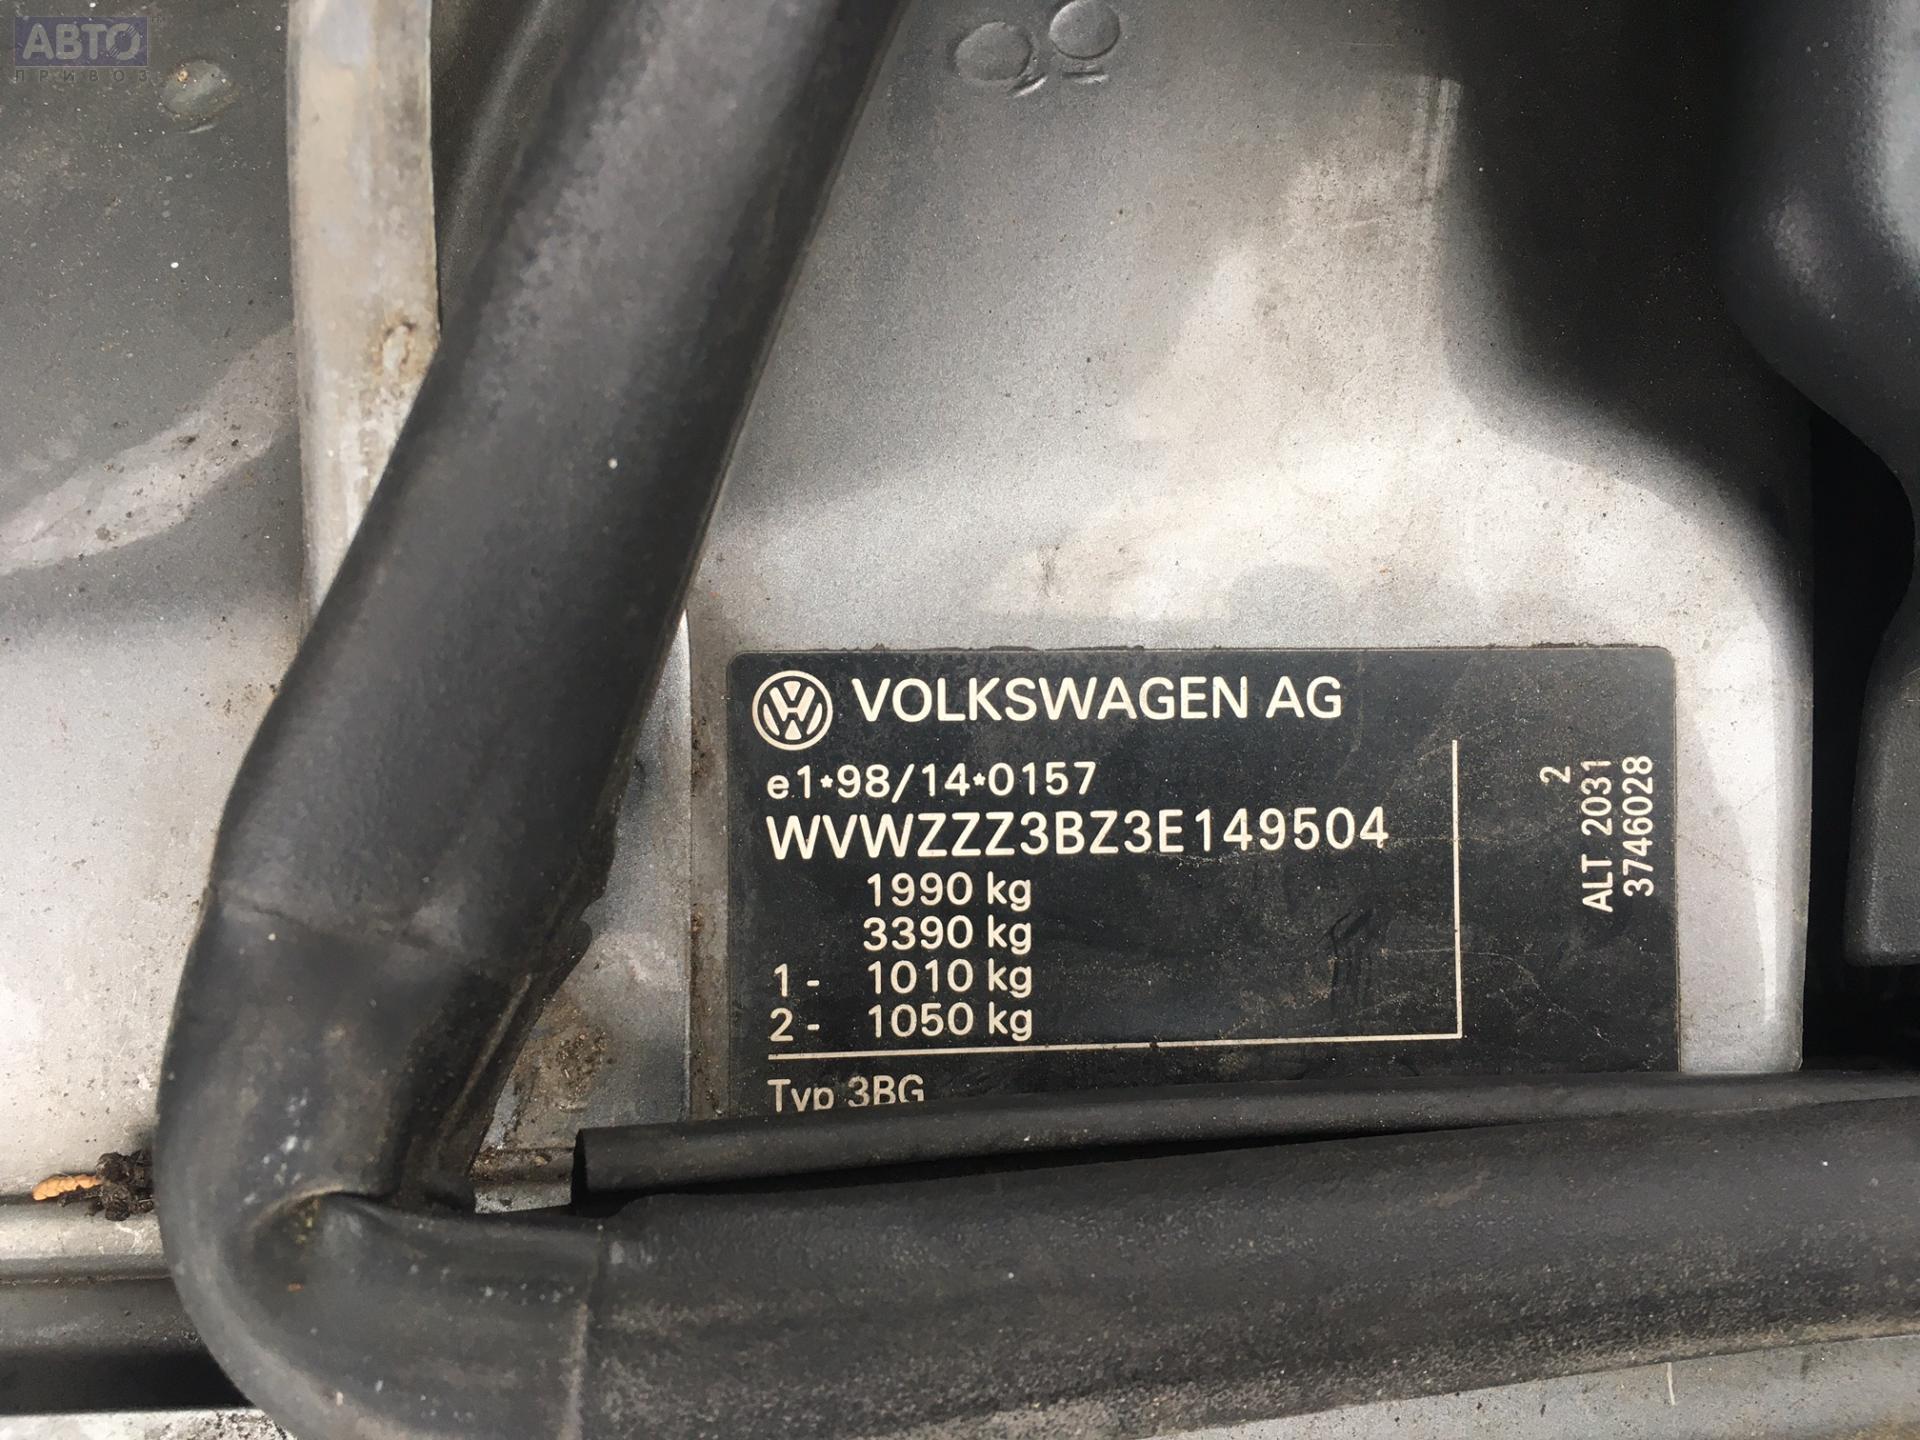 АВТО
ПРИВОЗ
VOLKSWAGEN AG
e1*98/14*0157
WVWZZZ3BZ3E149504
1990 kg
3390 kg
1- 1010 kg
2- 1050 kg
Typ 3BG
2
ALT. 2031
3746028